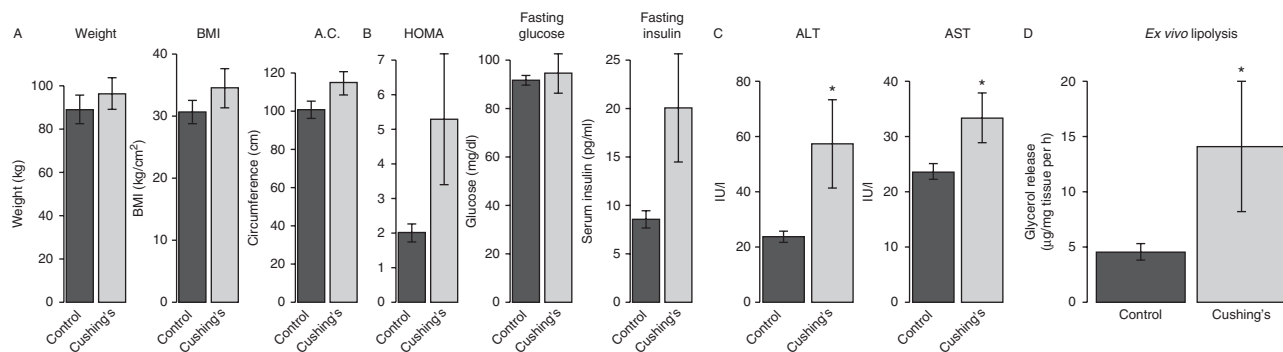 A
Weight
Weight (kg)
100
80
60
40
20
0
Control
Cushing's
BMI
BMI (kg/cm²)
40
30
20
10
0
Control
Cushing's
A.C.
Circumference (cm)
120
100
80
60
40
20
0
Control
Cushing's
B
HOMA
7
6
5
4
3
2
1
0
Control
Cushing's
Fasting
glucose
Glucose (mg/dl)
100
80
60
40
20
0
Control
Cushing's
Fasting
insulin
Serum insulin (pg/ml)
25
20
15
10
5
0
Control
Cushing's
C
ALT
IU/l
80
60
40
20
0
*
Control
Cushing's
AST
IU/l
40
30
20
10
0
*
Control
Cushing's
D
Ex vivo lipolysis
Glycerol release
(µg/mg tissue per h)
20
15
10
5
0
*
Control
Cushing's